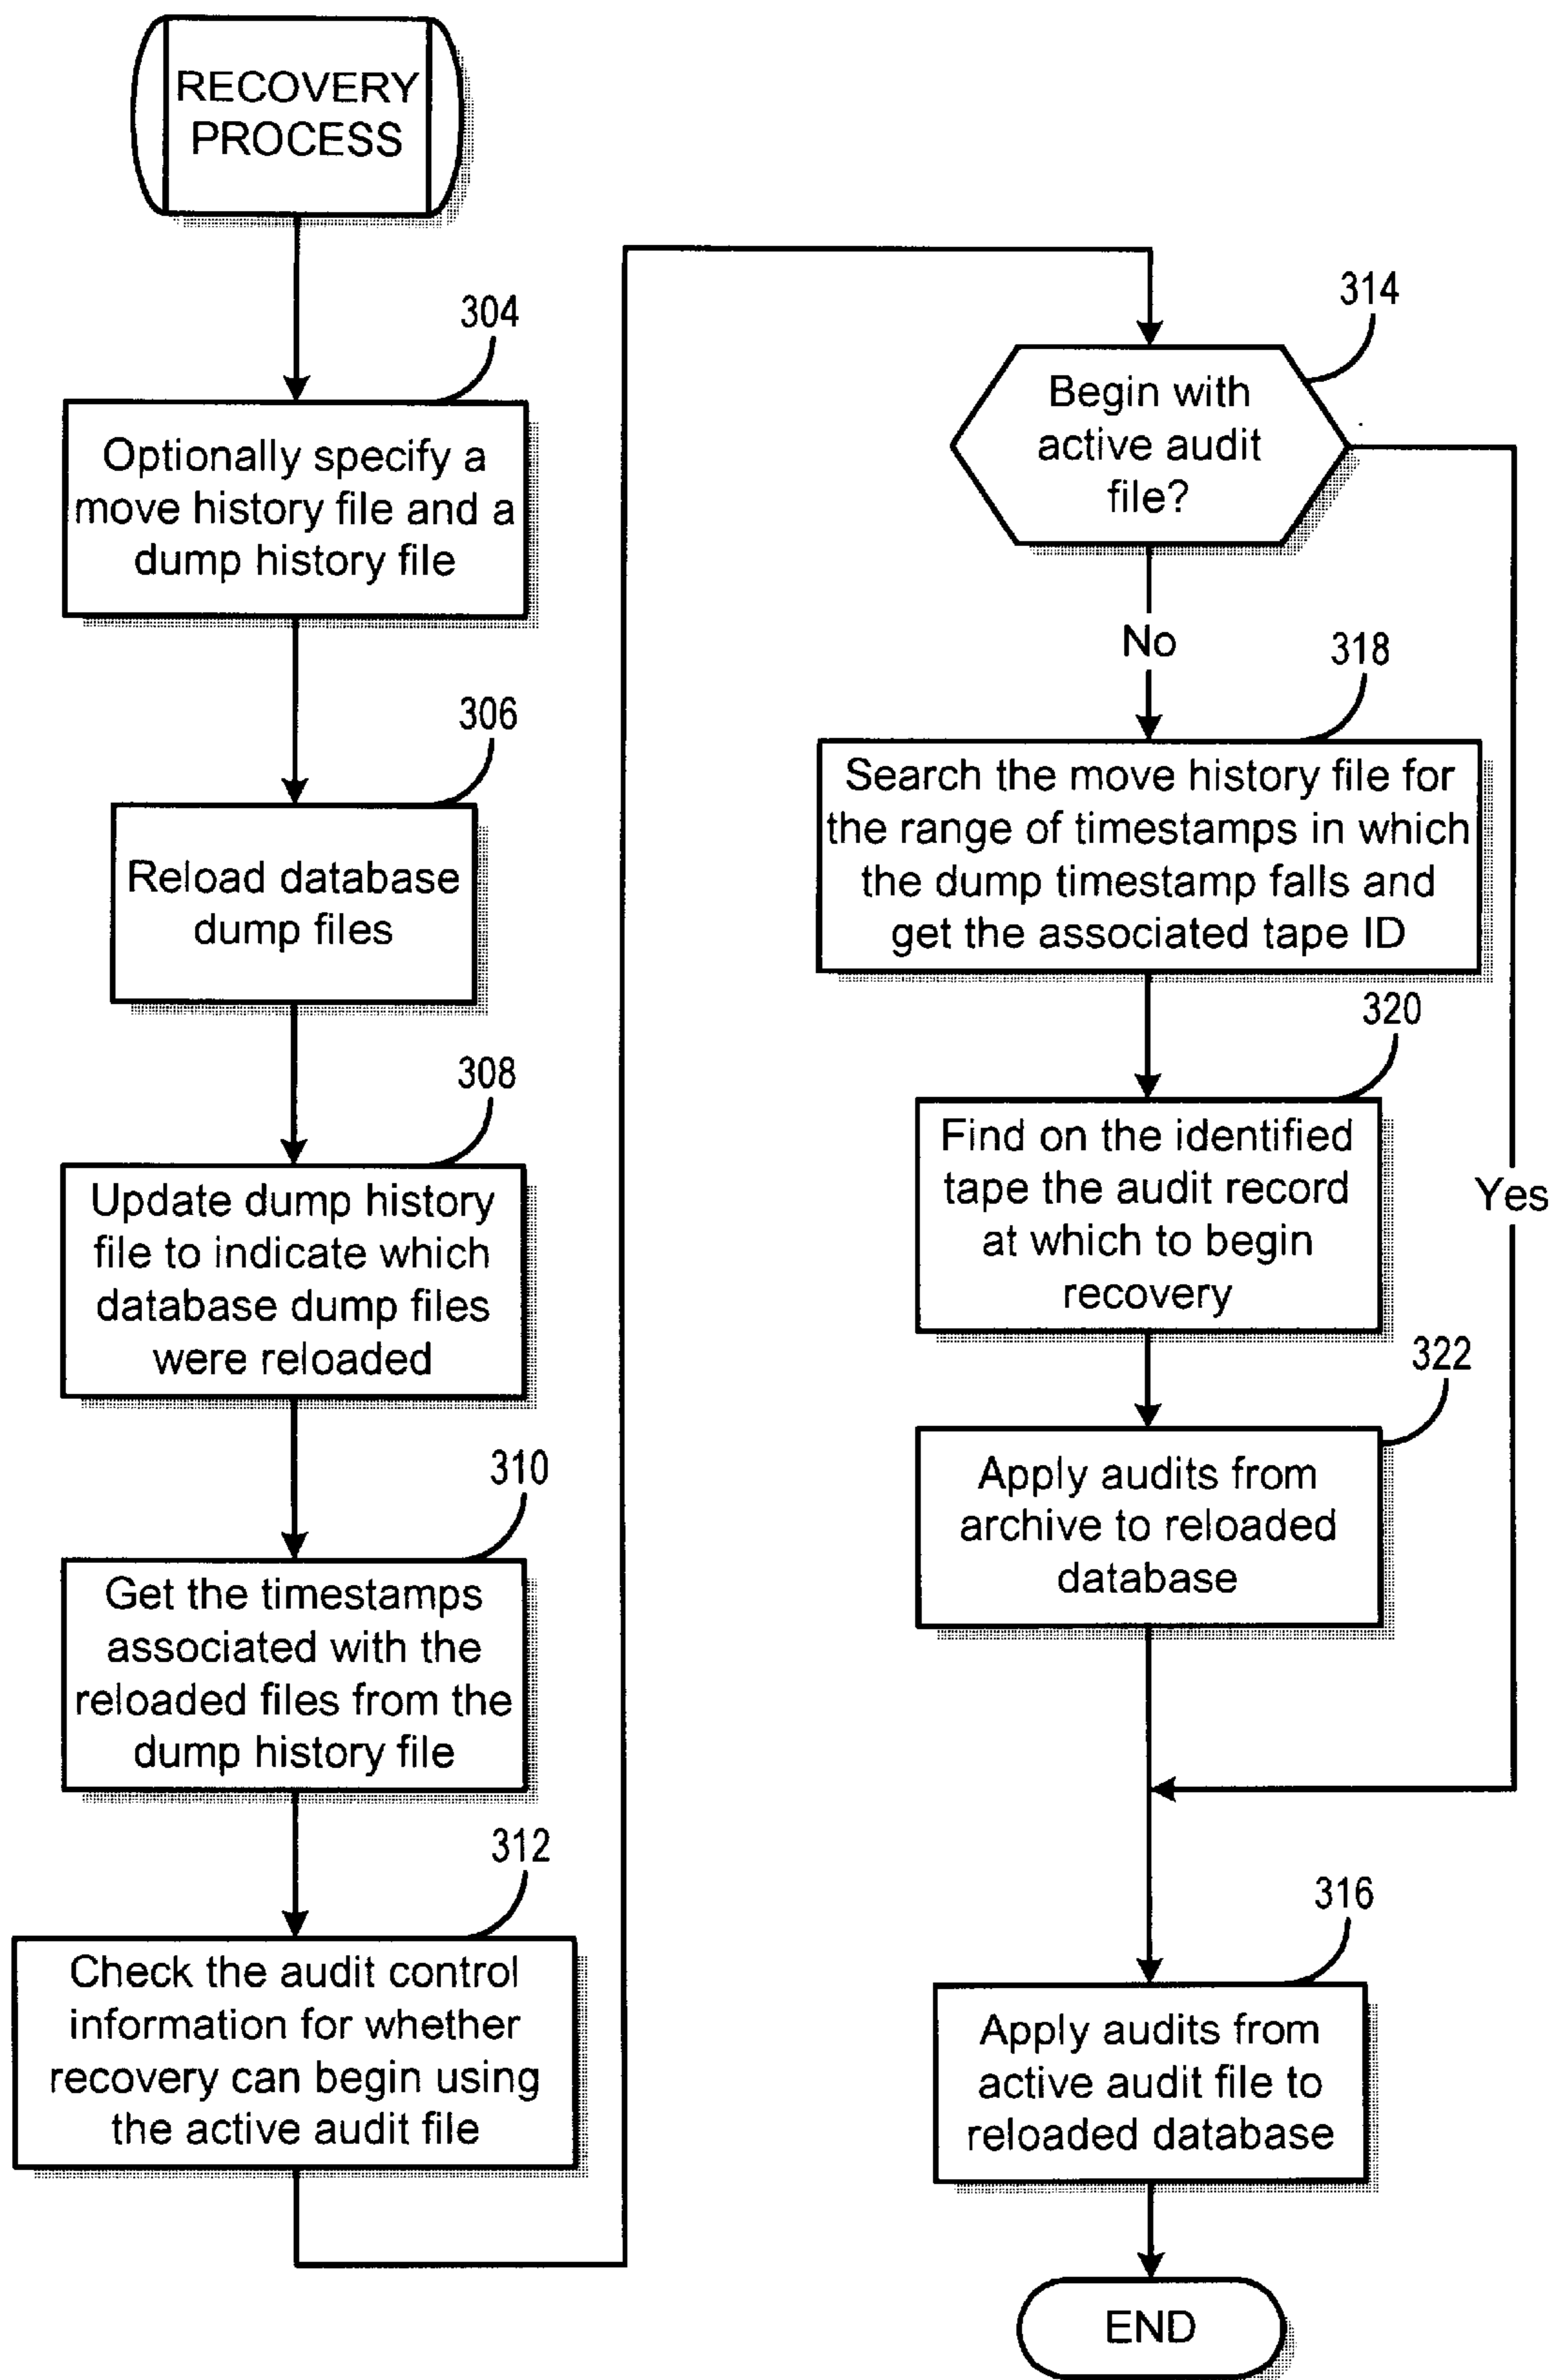 RECOVERY
PROCESS
304
Optionally specify a
move history file and a
dump history file
306
Reload database
dump files
308
Update dump history
file to indicate which
database dump files
were reloaded
310
Get the timestamps
associated with the
reloaded files from the
dump history file
312
Check the audit control
information for whether
recovery can begin using
the active audit file
314
Begin with
active audit
file?
No
Yes
318
Search the move history file for
the range of timestamps in which
the dump timestamp falls and
get the associated tape ID
320
Find on the identified
tape the audit record
at which to begin
recovery
322
Apply audits from
archive to reloaded
database
316
Apply audits from
active audit file to
reloaded database
END